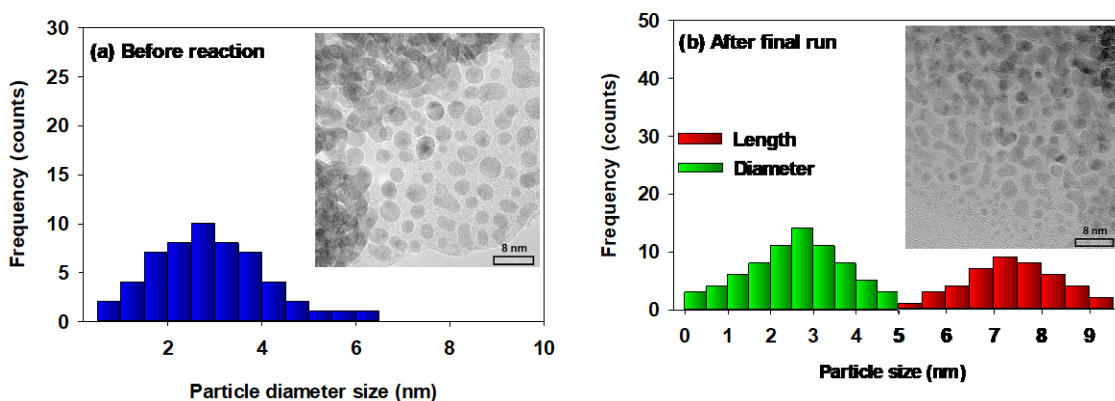 (a) Before reaction
Frequency (counts)
30
25
20
15
10
5
0
2
4
6
8
10
Particle diameter size (nm)
8 nm
(b) After final run
Frequency (counts)
50
40
30
20
10
0
Length
Diameter
0
1
2
3
4
5
6
7
8
9
Particle size (nm)
8 nm